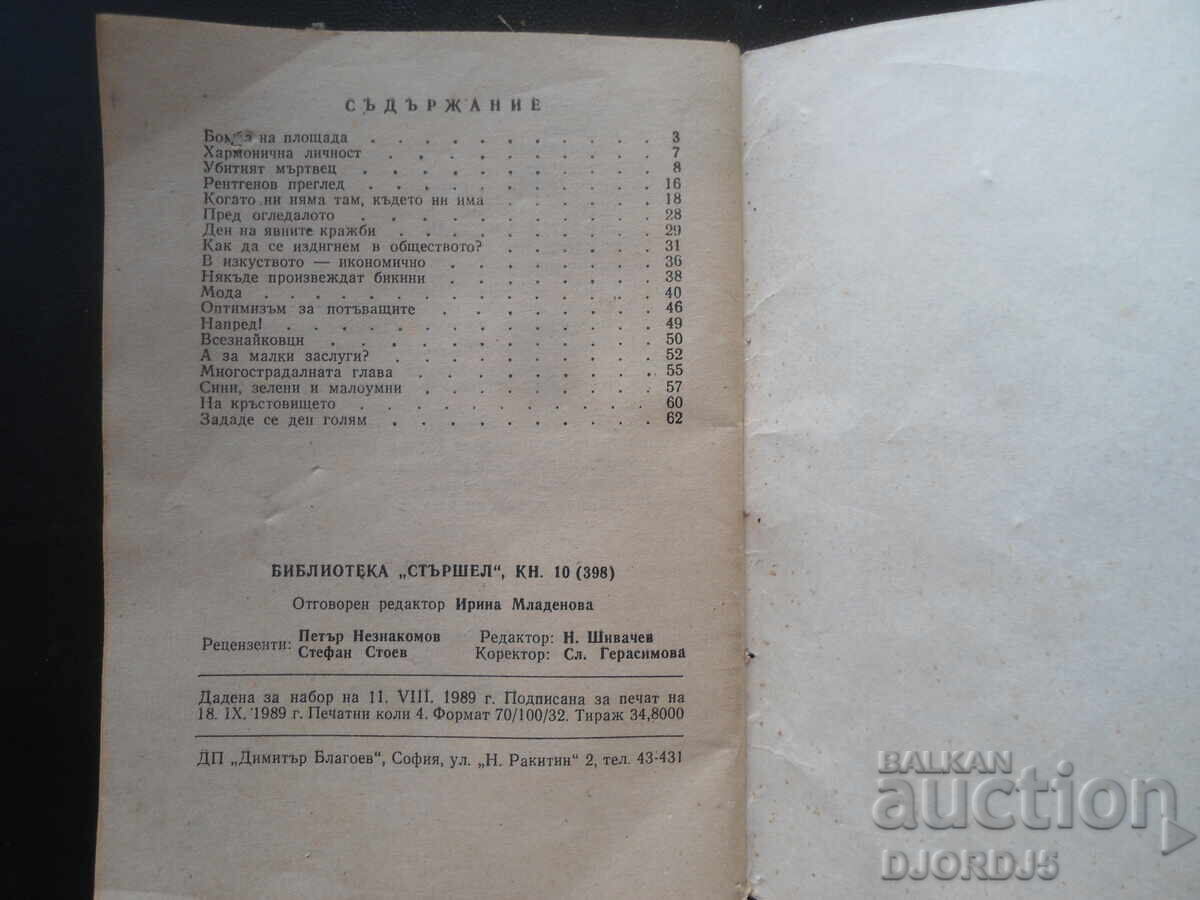 СЪДЪРЖАНИЕ
на площада . . . . . . . . . . 3
Хармонична личност . . . . . . . . . . 7
Убитият мъртвец . . . . . . . . . . 8
Рентгенов преглед . . . . . . . . . . 16
Когато ни няма там, където ни има . . . . . . 18
Пред огледалото . . . . . . . . . . 28
Ден на явните кражби . . . . . . . . . 29
Как да се издигнем в обществото? . . . . . . 31
В изкуството — икономично . . . . . . . . 36
Някъде произвеждат бикини . . . . . . . . 38
Мода . . . . . . . . . . . . . 40
Оптимизъм за потъващите . . . . . . . . 46
Напред! . . . . . . . . . . . . 49
Всезнайковци . . . . . . . . . . . 50
А за малки заслуги? . . . . . . . . . 52
Многострадалната глава . . . . . . . . . 55
Сини, зелени и малоумни . . . . . . . . 57
На кръстовището . . . . . . . . . . 60
Зададе се ден голям . . . . . . . . . 62
БИБЛИОТЕКА „СТЪРШЕЛ“, КН. 10 (398)
Отговорен редактор Ирина Младенова
Рецензенти: Петър Незнакомов Редактор: Н. Шивачев
Стефан Стоев Коректор: Сл. Герасимова
Дадена за набор на 11. VIII. 1989 г. Подписана за печат на
18. IX. 1989 г. Печатни коли 4. Формат 70/100/32. Тираж 34,8000
ДП „Димитър Благоев“, София, ул. „Н. Ракитин“ 2, тел. 43-431
BALKAN
auction
DJORDJ5